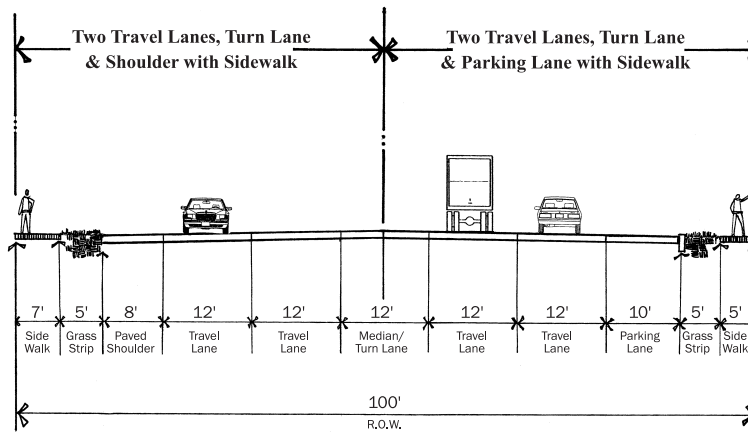 Two Travel Lanes, Turn Lane
& Shoulder with Sidewalk
Two Travel Lanes, Turn Lane
& Parking Lane with Sidewalk
7' 5' 8' 12' 12' 12' 12' 12' 10' 5' 5'
Side Walk
Grass Strip
Paved Shoulder
Travel Lane
Travel Lane
Median/ Turn Lane
Travel Lane
Travel Lane
Parking Lane
Grass Strip
Side Walk
100'
R.O.W.